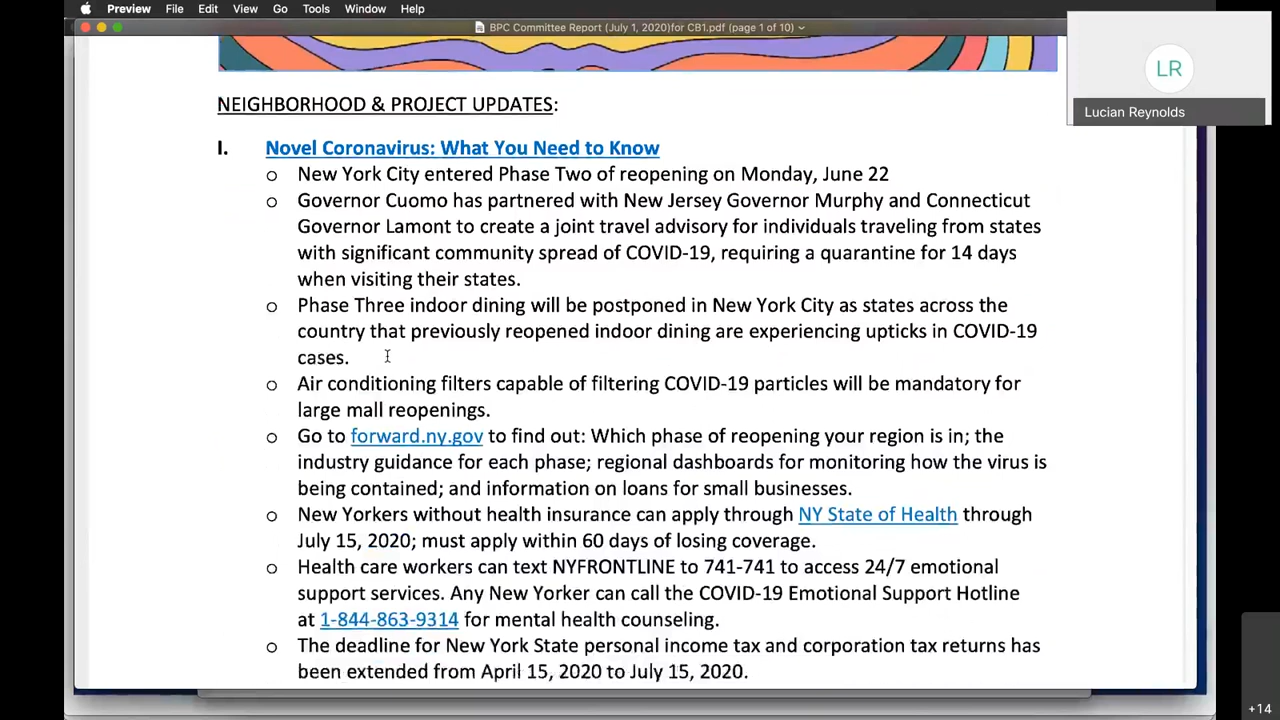 Preview File Edit View Go Tools Window Help
BPC Committee Report (July 1, 2020)for CB1.pdf (page 1 of 10)
LR
Lucian Reynolds
NEIGHBORHOOD & PROJECT UPDATES:
I. Novel Coronavirus: What You Need to Know
o New York City entered Phase Two of reopening on Monday, June 22
o Governor Cuomo has partnered with New Jersey Governor Murphy and Connecticut
Governor Lamont to create a joint travel advisory for individuals traveling from states
with significant community spread of COVID-19, requiring a quarantine for 14 days
when visiting their states.
o Phase Three indoor dining will be postponed in New York City as states across the
country that previously reopened indoor dining are experiencing upticks in COVID-19
cases.
o Air conditioning filters capable of filtering COVID-19 particles will be mandatory for
large mall reopenings.
o Go to forward.ny.gov to find out: Which phase of reopening your region is in; the
industry guidance for each phase; regional dashboards for monitoring how the virus is
being contained; and information on loans for small businesses.
o New Yorkers without health insurance can apply through NY State of Health through
July 15, 2020; must apply within 60 days of losing coverage.
o Health care workers can text NYFRONTLINE to 741-741 to access 24/7 emotional
support services. Any New Yorker can call the COVID-19 Emotional Support Hotline
at 1-844-863-9314 for mental health counseling.
o The deadline for New York State personal income tax and corporation tax returns has
been extended from April 15, 2020 to July 15, 2020.
+14